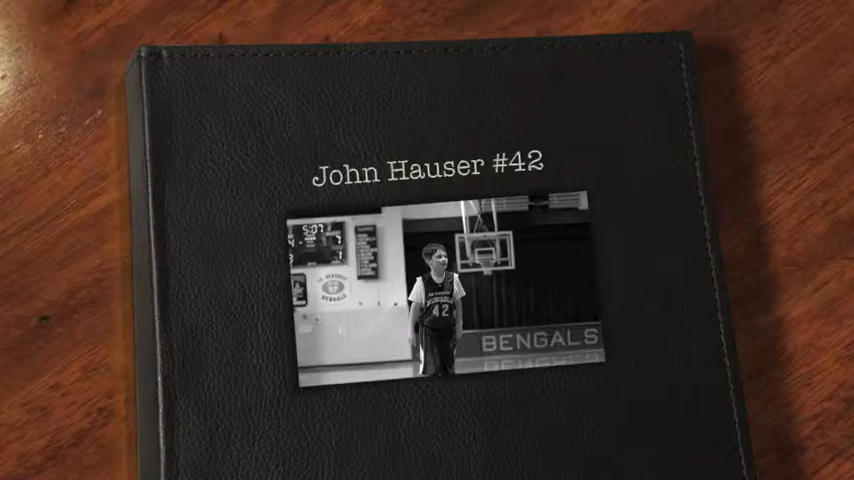 John Hauser #42
5:07
BENGALS
42
BENGALS